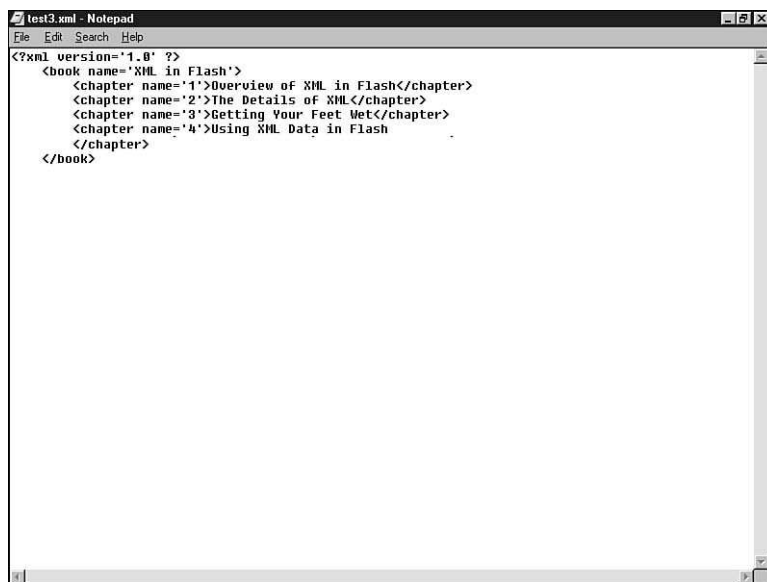 test3.xml - Notepad
File Edit Search Help
<?xml version='1.0' ?>
<book name='XML in Flash'>
<chapter name='1'>Overview of XML in Flash</chapter>
<chapter name='2'>The Details of XML</chapter>
<chapter name='3'>Getting Your Feet Wet</chapter>
<chapter name='4'>Using XML Data in Flash
</chapter>
</book>